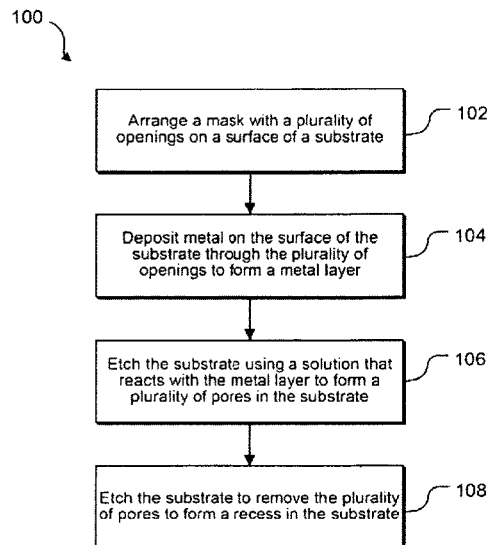 100
Arrange a mask with a plurality of
openings on a surface of a substrate
102
Deposit metal on the surface of the
substrate through the plurality of
openings to form a metal layer
104
Etch the substrate using a solution that
reacts with the metal layer to form a
plurality of pores in the substrate
106
Etch the substrate to remove the plurality
of pores to form a recess in the substrate
108